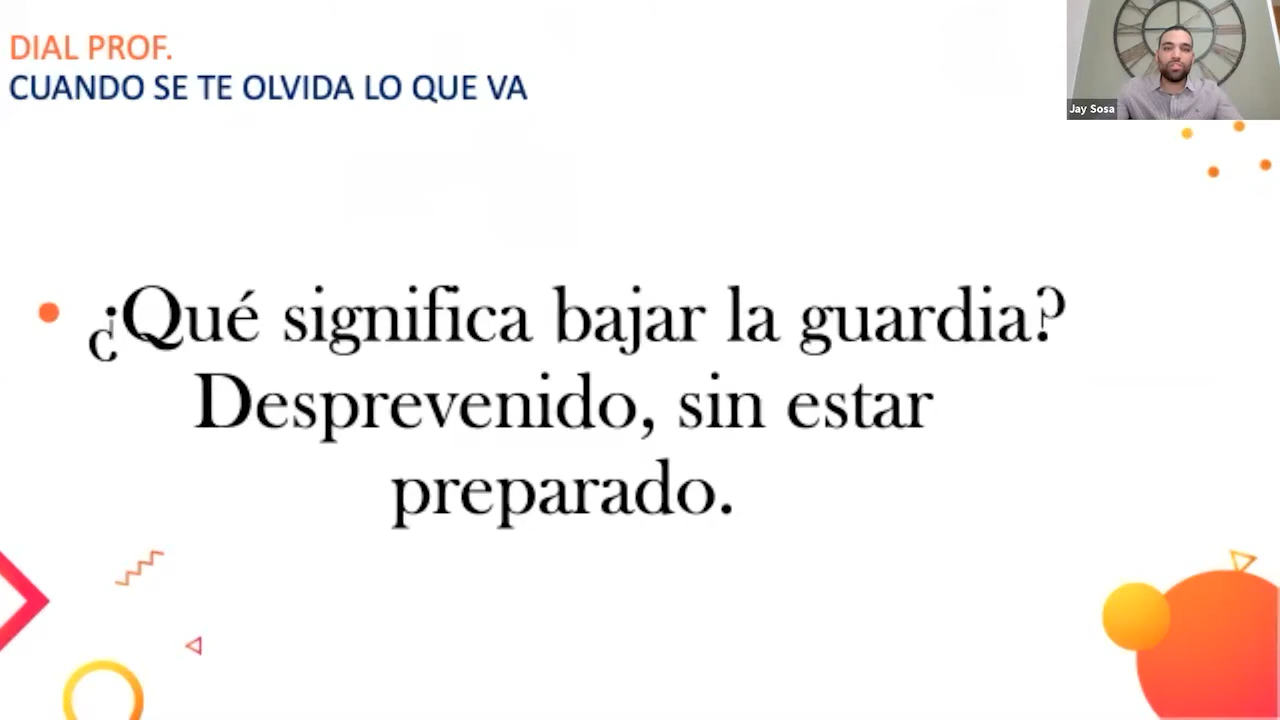 DIAL PROF.
CUANDO SE TE OLVIDA LO QUE VA
Jay Sosa
• ¿Qué significa bajar la guardia?
Desprevenido, sin estar
preparado.